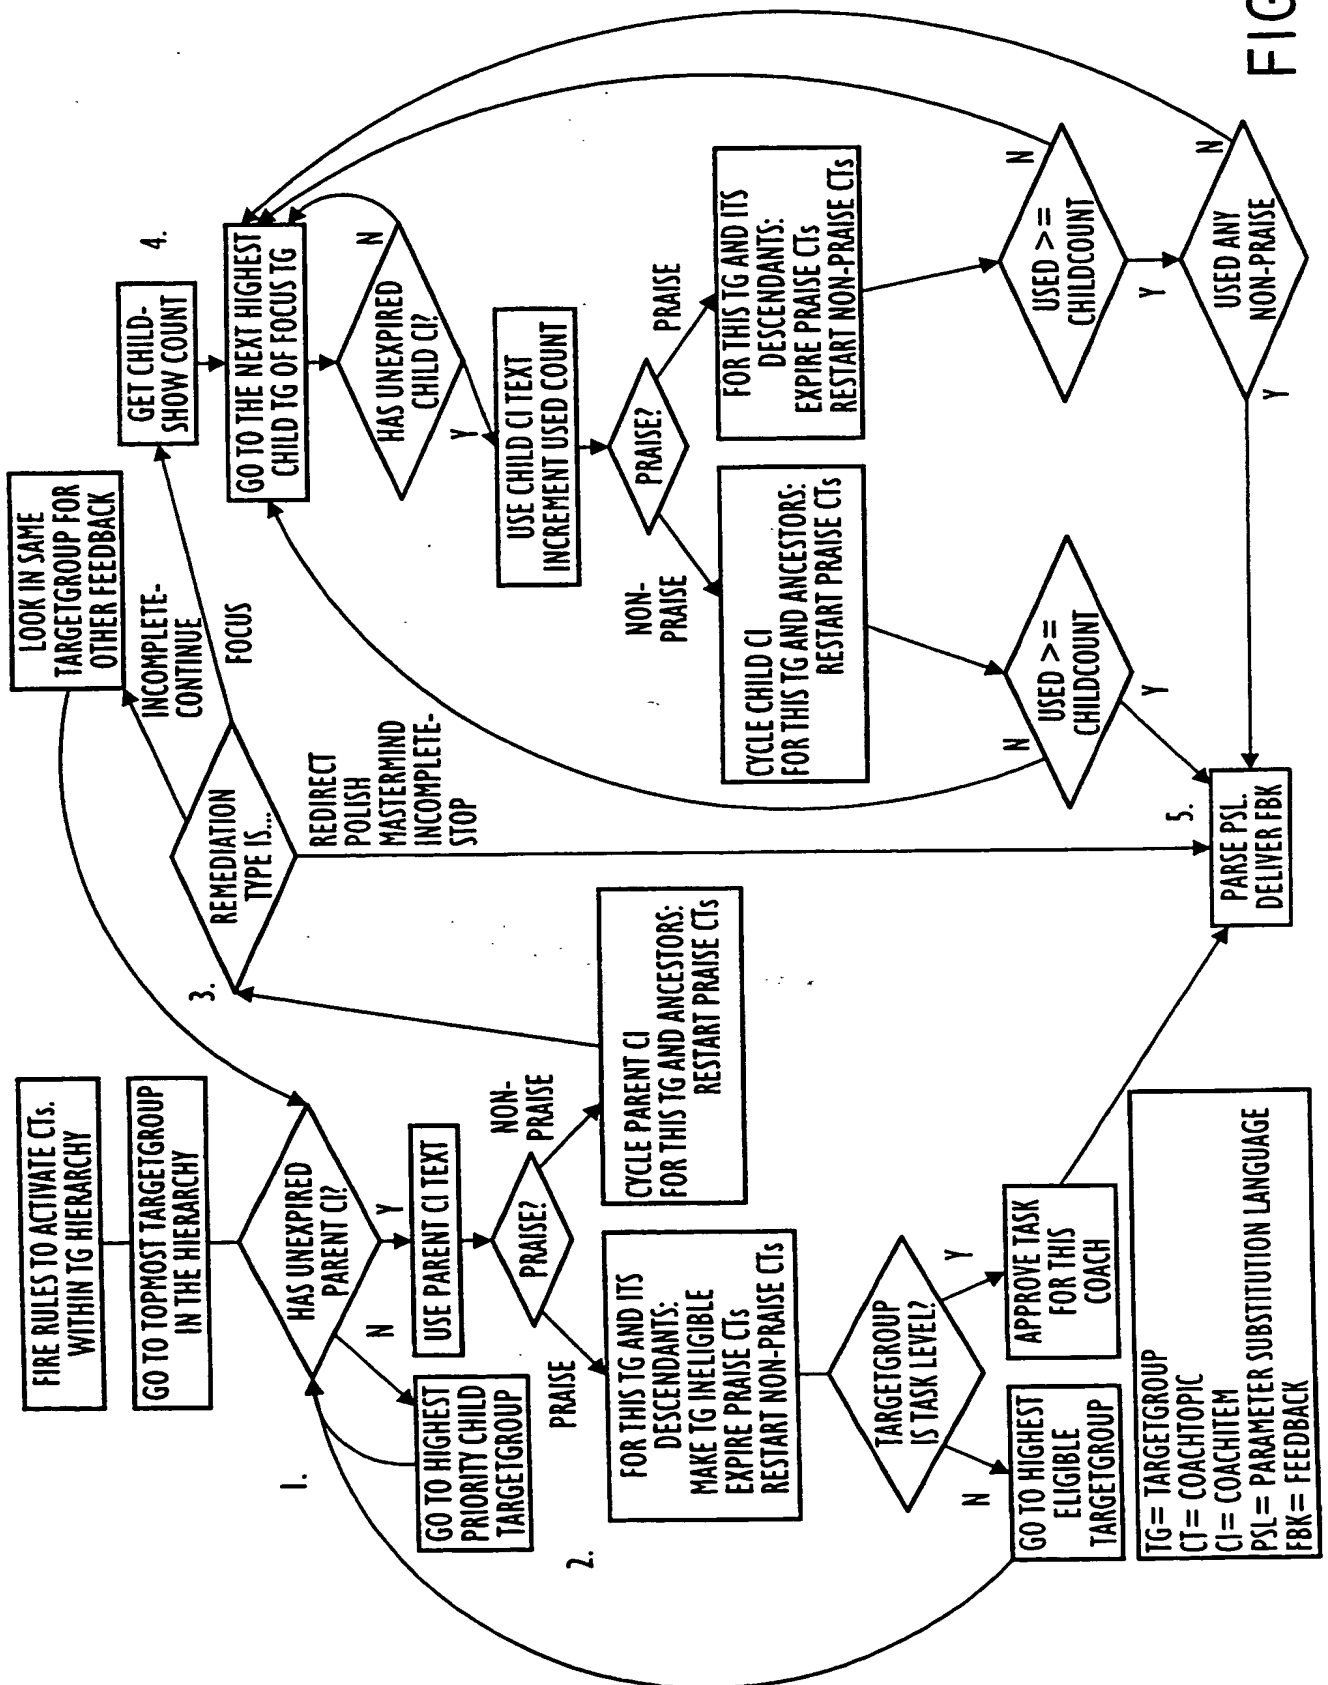 FIRE RULES TO ACTIVATE CTs.
WITHIN TG HIERARCHY
GO TO TOPMOST TARGETGROUP
IN THE HIERARCHY
1.
HAS UNEXPIRED
PARENT CI?
N
Y
GO TO HIGHEST
PRIORITY CHILD
TARGETGROUP
USE PARENT CI TEXT
2.
PRAISE?
PRAISE
NON-
PRAISE
FOR THIS TG AND ITS
DESCENDANTS:
MAKE TG INELIGIBLE
EXPIRE PRAISE CTs
RESTART NON-PRAISE CTs
CYCLE PARENT CI
FOR THIS TG AND ANCESTORS:
RESTART PRAISE CTs
TARGETGROUP
IS TASK LEVEL?
N
Y
GO TO HIGHEST
ELIGIBLE
TARGETGROUP
APPROVE TASK
FOR THIS
COACH
TG= TARGETGROUP
CT= COACHTOPIC
CI= COACHITEM
PSL= PARAMETER SUBSTITUTION LANGUAGE
FBK= FEEDBACK
3.
REMEDIATION
TYPE IS...
LOOK IN SAME
TARGETGROUP FOR
OTHER FEEDBACK
INCOMPLETE-
CONTINUE
FOCUS
REDIRECT
POLISH
MASTERMIND
INCOMPLETE-
STOP
4.
GET CHILD-
SHOW COUNT
GO TO THE NEXT HIGHEST
CHILD TG OF FOCUS TG
HAS UNEXPIRED
CHILD CI?
N
Y
USE CHILD CI TEXT
INCREMENT USED COUNT
PRAISE?
NON-
PRAISE
PRAISE
CYCLE CHILD CI
FOR THIS TG AND ANCESTORS:
RESTART PRAISE CTs
FOR THIS TG AND ITS
DESCENDANTS:
EXPIRE PRAISE CTs
RESTART NON-PRAISE CTs
USED >=
CHILDCOUNT
N
Y
USED >=
CHILDCOUNT
N
Y
USED ANY
NON-PRAISE
N
Y
5.
PARSE PSL.
DELIVER FBK
FIG